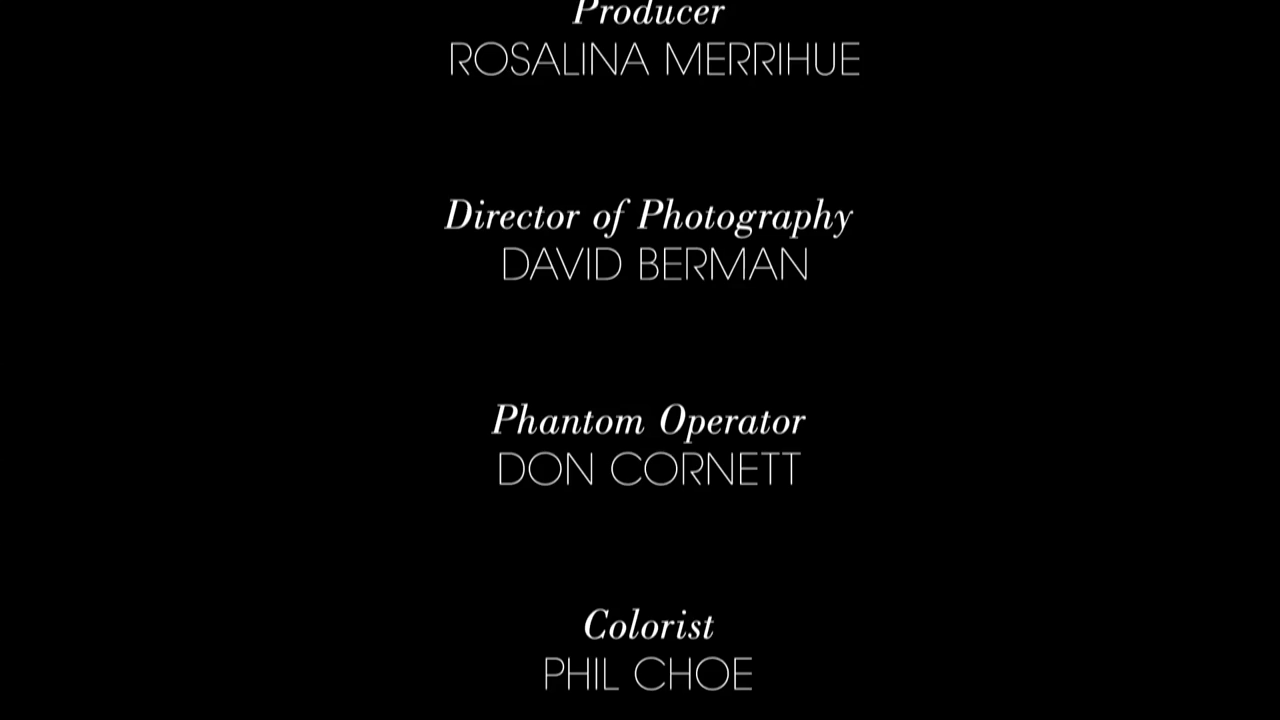 Producer
ROSALINA MERRIHUE
Director of Photography
DAVID BERMAN
Phantom Operator
DON CORNETT
Colorist
PHIL CHOE